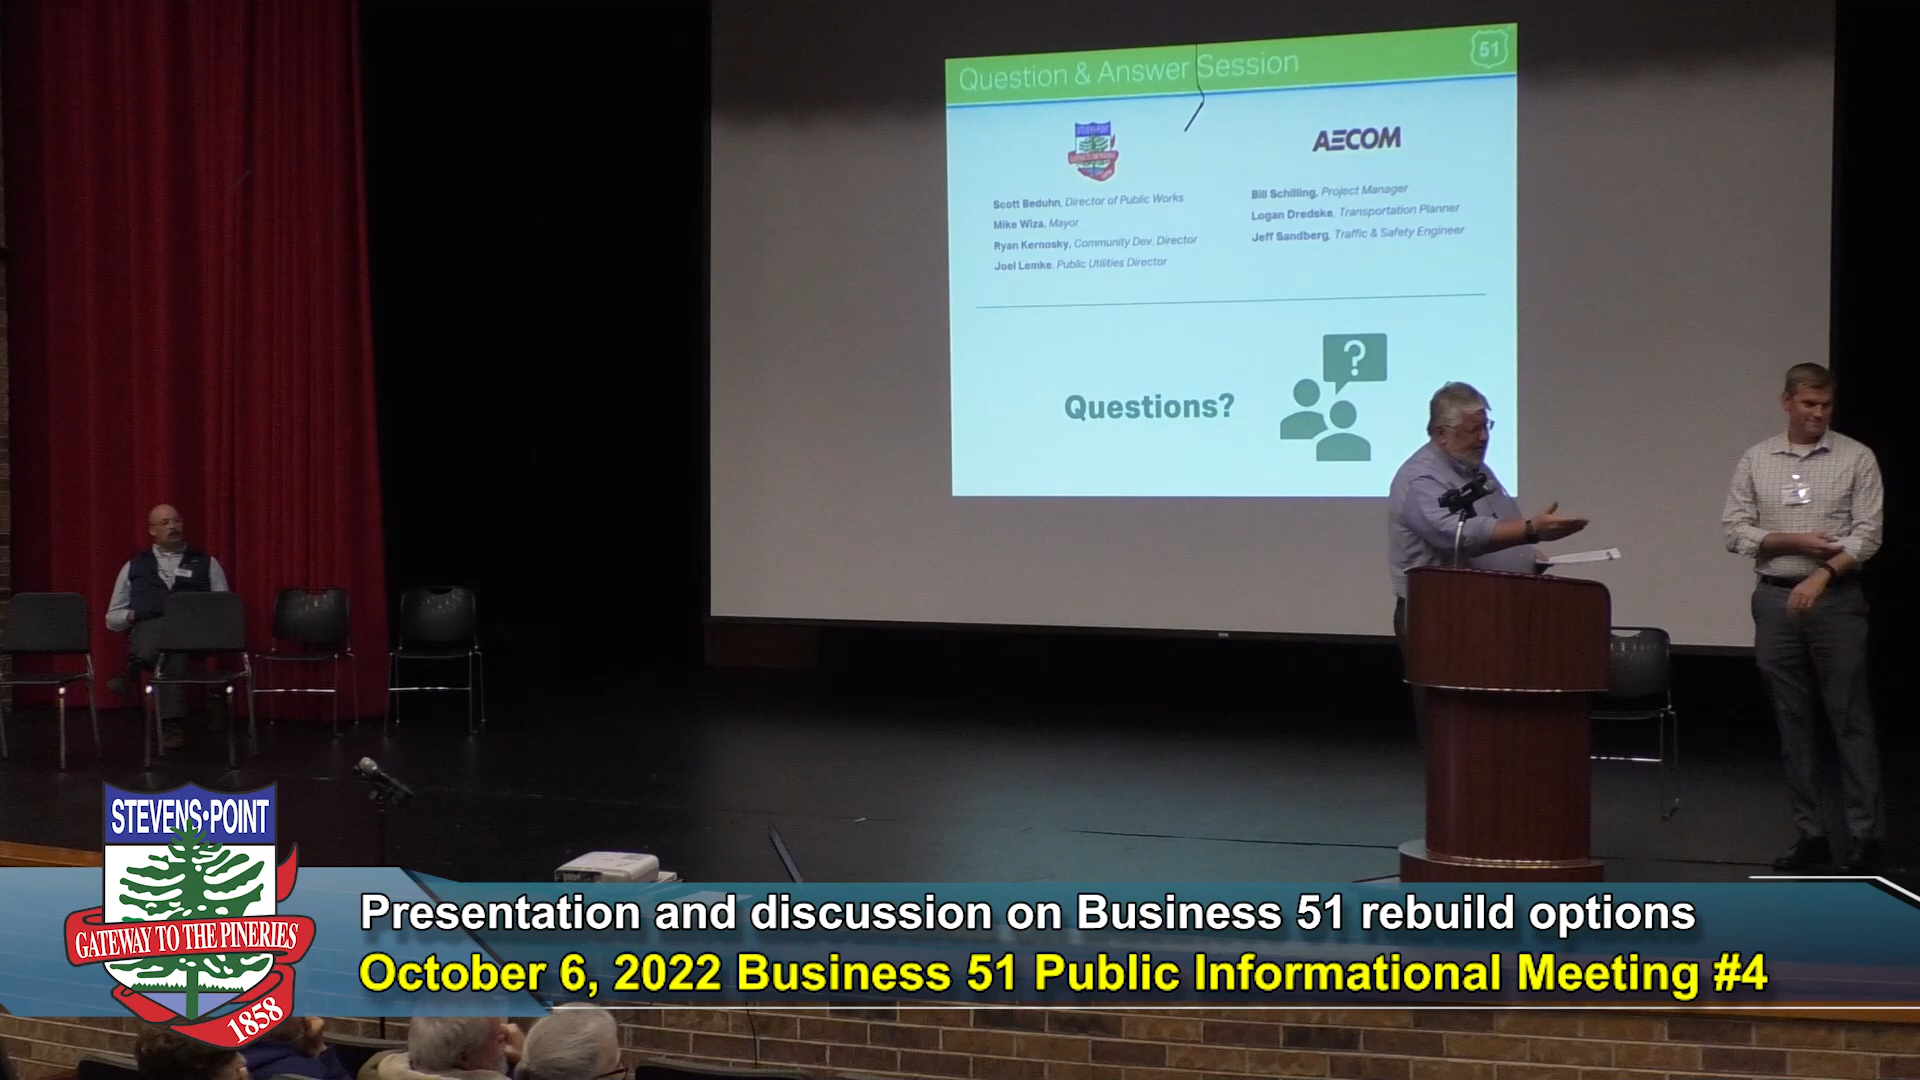 Question & Answer Session
51
STEVENS•POINT
AECOM
Scott Beduhn, Director of Public Works
Mike Wiza, Mayor
Ryan Kernosky, Community Dev. Director
Joel Lemke, Public Utilities Director
Bill Schilling, Project Manager
Logan Dredske, Transportation Planner
Jeff Sandberg, Traffic & Safety Engineer
Questions?
?
STEVENS•POINT
GATEWAY TO THE PINERIES
1858
Presentation and discussion on Business 51 rebuild options
October 6, 2022 Business 51 Public Informational Meeting #4